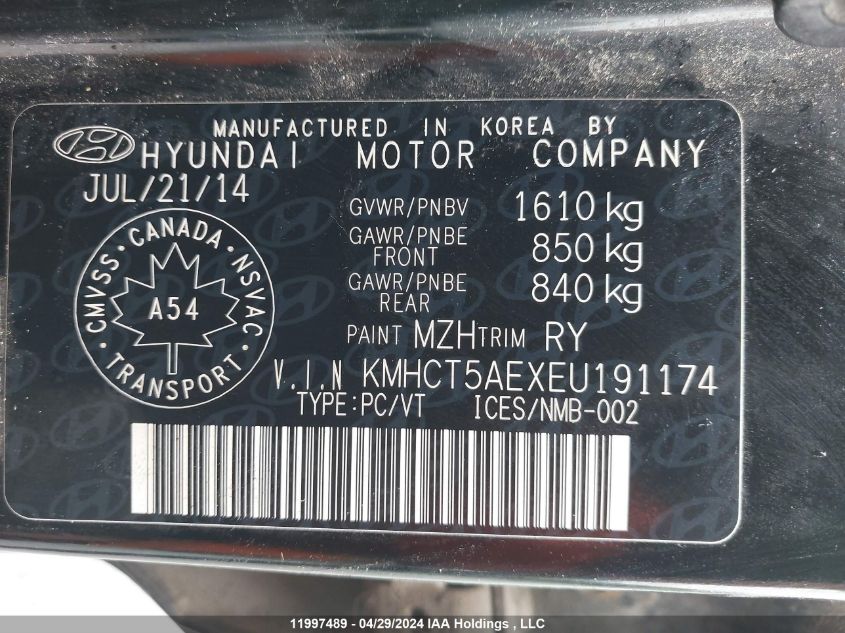 MANUFACTURED IN KOREA BY
HYUNDAI MOTOR COMPANY
JUL/21/14
GVWR/PNBV 1610 kg
GAWR/PNBE FRONT 850 kg
GAWR/PNBE REAR 840 kg
CMVSS · CANADA · NSVAC · TRANSPORT ·
A54
PAINT MZH TRIM RY
V.I.N KMHCT5AEXEU191174
TYPE:PC/VT ICES/NMB-002
11997489 - 04/29/2024 IAA Holdings, LLC